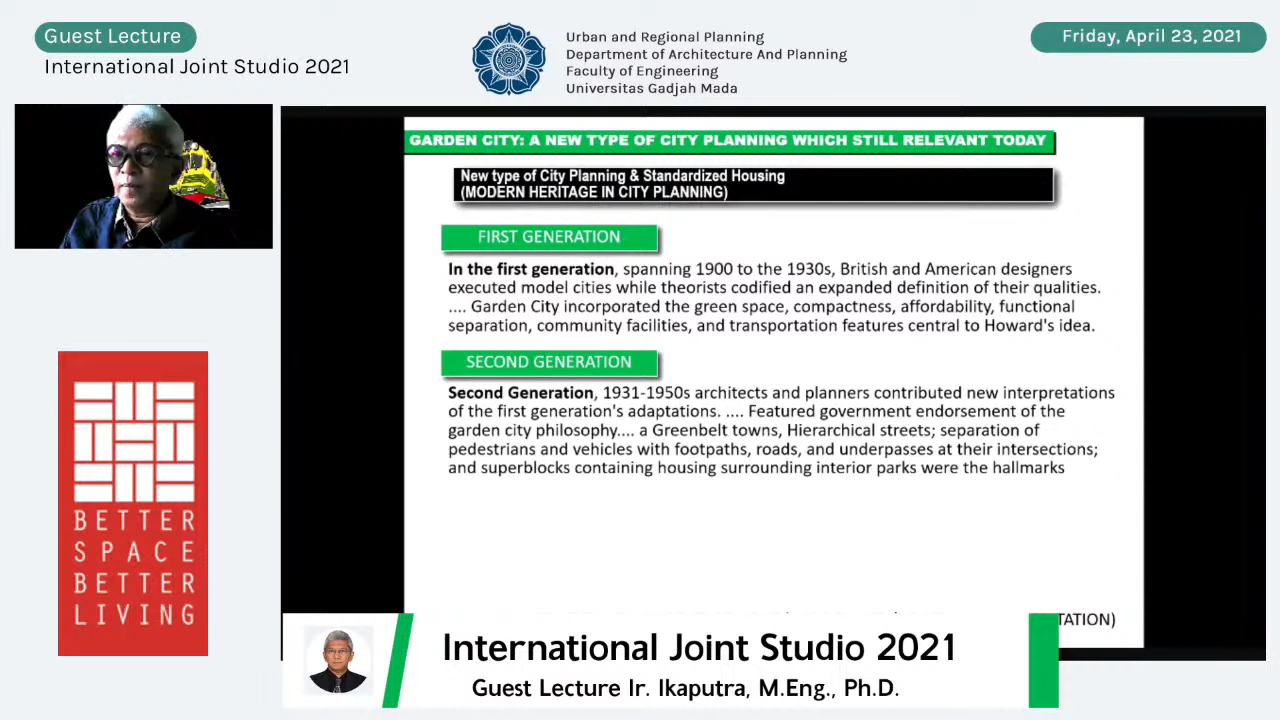 Guest Lecture
International Joint Studio 2021
Urban and Regional Planning
Department of Architecture And Planning
Faculty of Engineering
Universitas Gadjah Mada
Friday, April 23, 2021
GARDEN CITY: A NEW TYPE OF CITY PLANNING WHICH STILL RELEVANT TODAY
New type of City Planning & Standardized Housing
(MODERN HERITAGE IN CITY PLANNING)
FIRST GENERATION
In the first generation, spanning 1900 to the 1930s, British and American designers
executed model cities while theorists codified an expanded definition of their qualities.
.... Garden City incorporated the green space, compactness, affordability, functional
separation, community facilities, and transportation features central to Howard's idea.
SECOND GENERATION
Second Generation, 1931-1950s architects and planners contributed new interpretations
of the first generation's adaptations. .... Featured government endorsement of the
garden city philosophy.... a Greenbelt towns, Hierarchical streets; separation of
pedestrians and vehicles with footpaths, roads, and underpasses at their intersections;
and superblocks containing housing surrounding interior parks were the hallmarks
TATION)
BETTER
SPACE
BETTER
LIVING
International Joint Studio 2021
Guest Lecture Ir. Ikaputra, M.Eng., Ph.D.